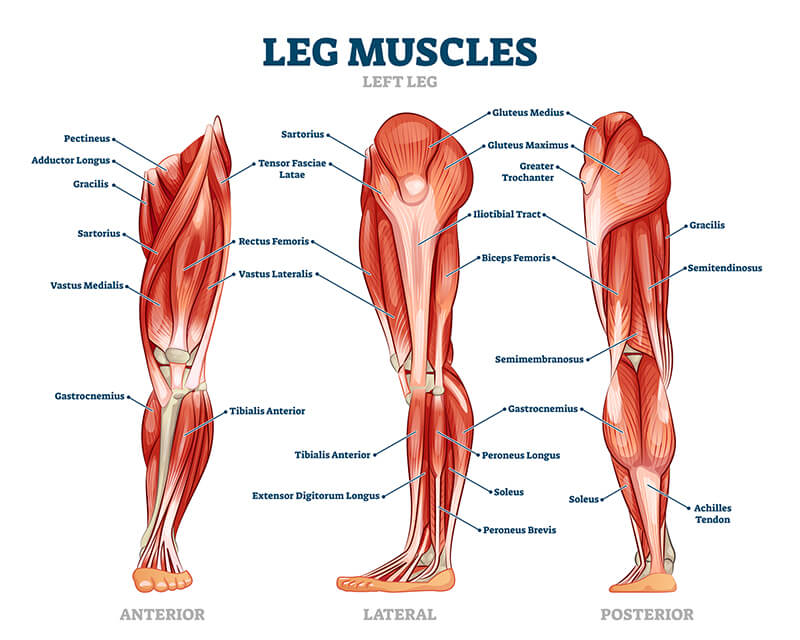 LEG MUSCLES
LEFT LEG
Pectineus
Adductor Longus
Gracilis
Sartorius
Vastus Medialis
Gastrocnemius
Sartorius
Tensor Fasciae
Latae
Rectus Femoris
Vastus Lateralis
Tibialis Anterior
Tibialis Anterior
Extensor Digitorum Longus
Gluteus Medius
Gluteus Maximus
Greater
Trochanter
Iliotibial Tract
Biceps Femoris
Semimembranosus
Gastrocnemius
Peroneus Longus
Soleus
Peroneus Brevis
Gracilis
Semitendinosus
Soleus
Achilles
Tendon
ANTERIOR
LATERAL
POSTERIOR